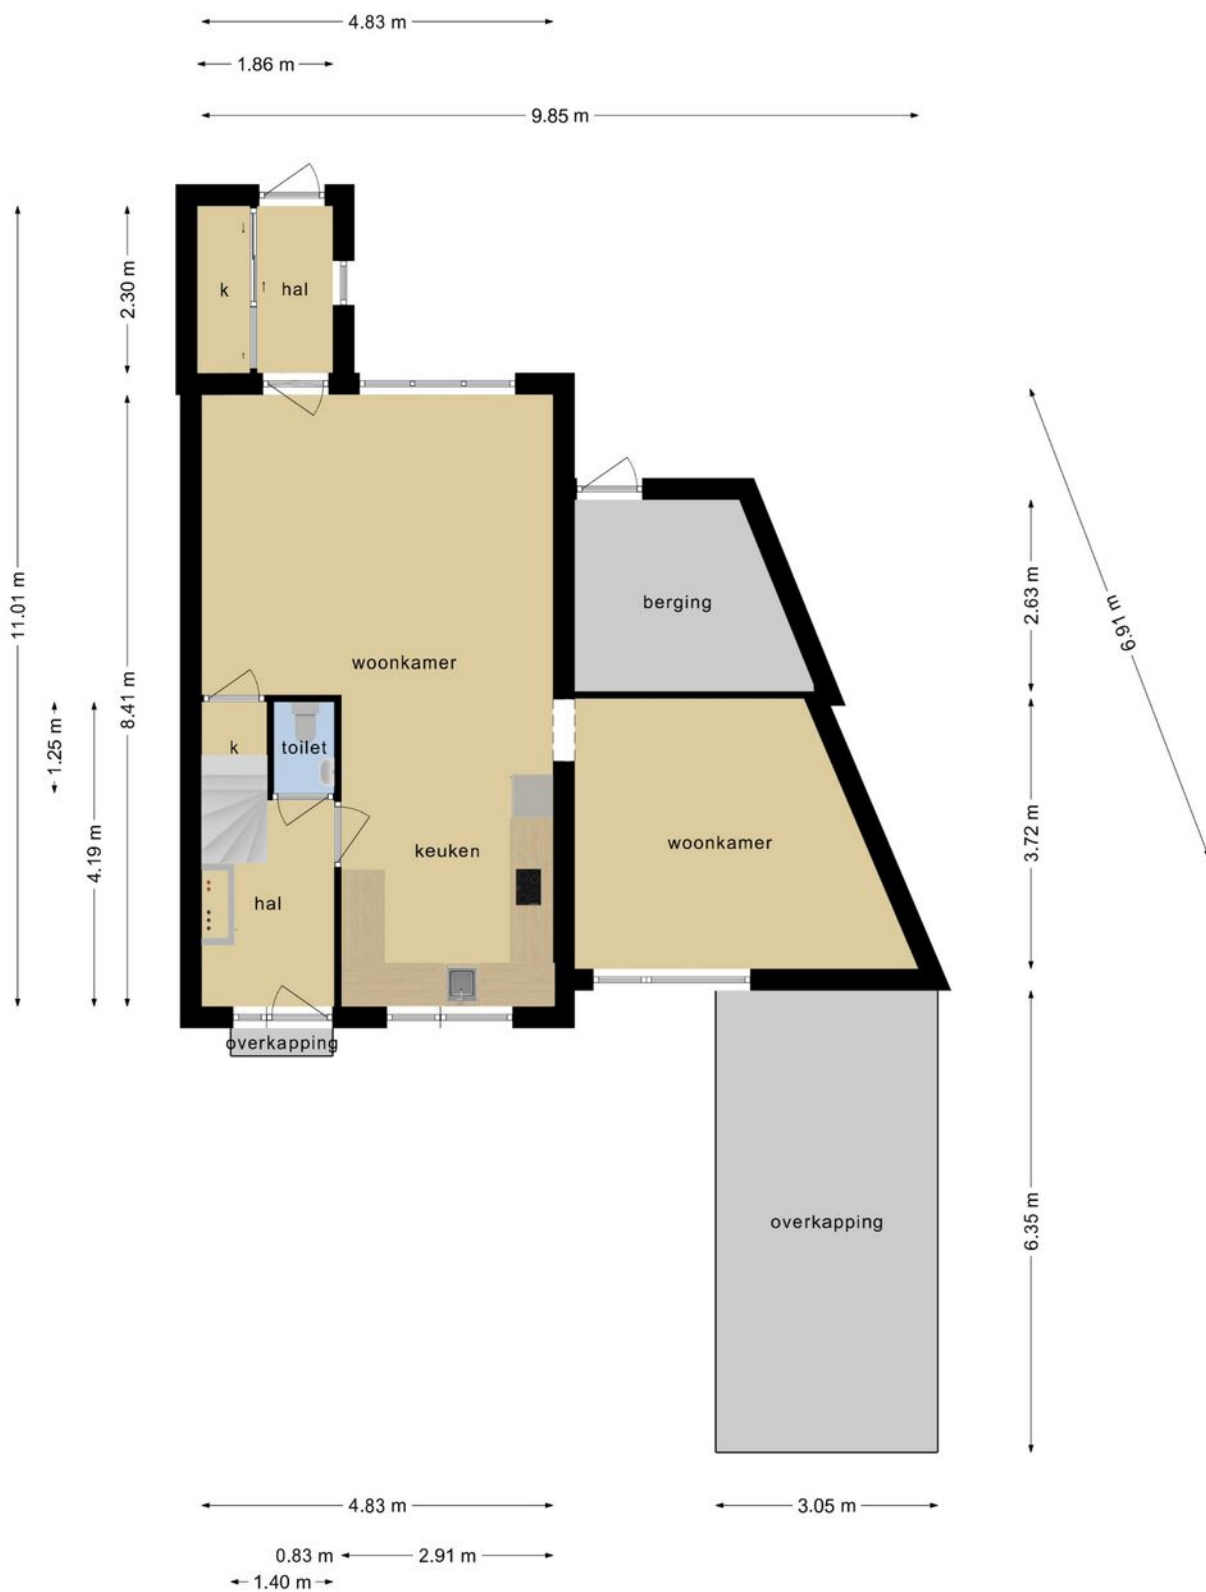 4.83 m
1.86 m
9.85 m
11.01 m
2.30 m
k
hal
8.41 m
berging
2.63 m
6.91 m
woonkamer
1.25 m
4.19 m
k
toilet
keuken
woonkamer
3.72 m
hal
overkapping
overkapping
6.35 m
4.83 m
3.05 m
0.83 m
2.91 m
1.40 m